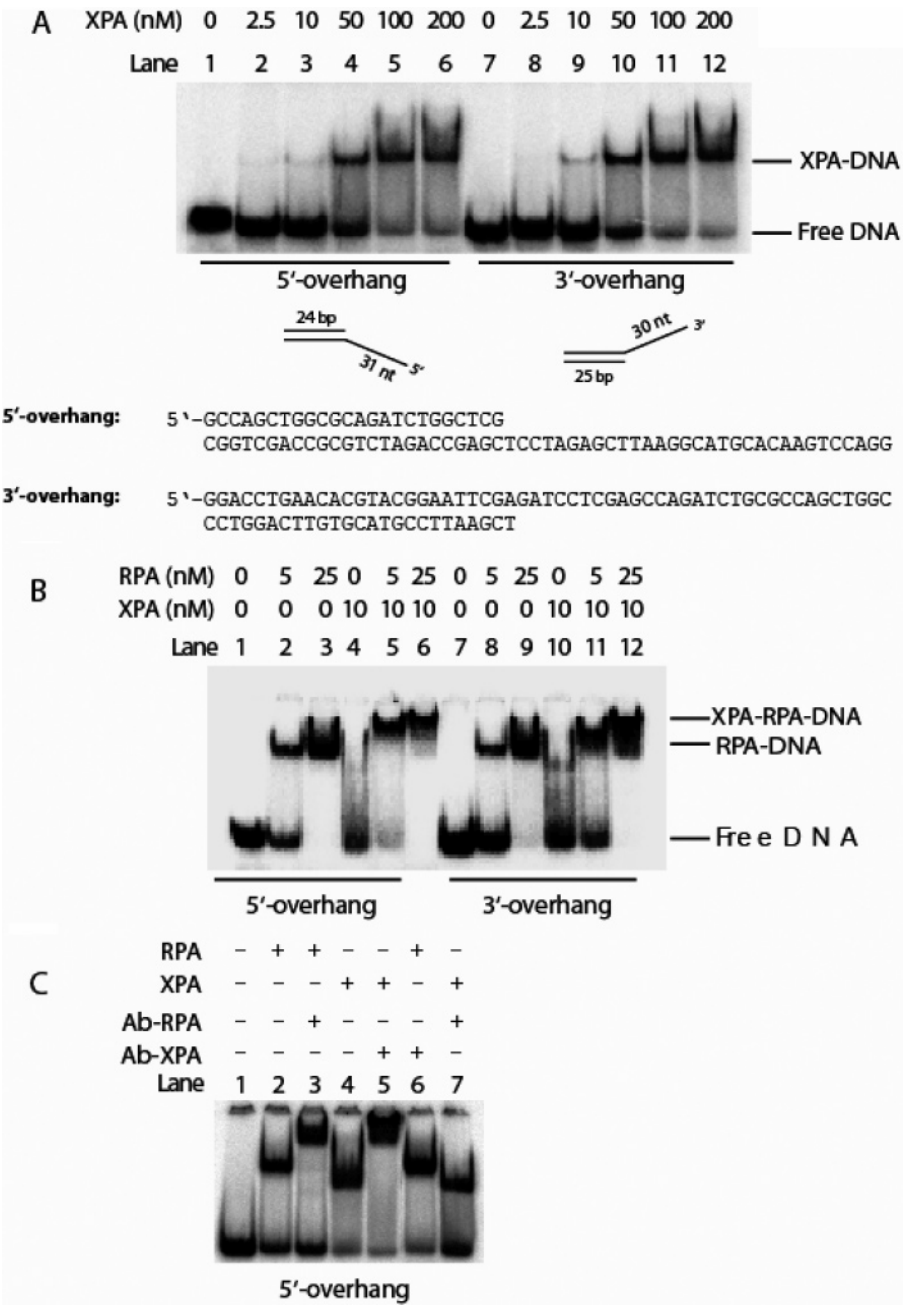 A
XPA (nM) 0 2.5 10 50 100 200 0 2.5 10 50 100 200
Lane 1 2 3 4 5 6 7 8 9 10 11 12
XPA-DNA
Free DNA
5'-overhang 3'-overhang
24 bp 31 nt 5' 25 bp 30 nt 3'
5'-overhang: 5‘-GCCAGCTGGCGCAGATCTGGCTCG
CGGTCGACCGCGTCTAGACCGAGCTCCTAGAGCTTAAGGCATGCACAAGTCCAGG
3'-overhang: 5‘-GGACCTGAACACGTACGGAATTCGAGATCCTCGAGCCAGATCTGCGCCAGCTGGC
CCTGGACTTGTGCATGCCTTAAGCT
B
RPA (nM) 0 5 25 0 5 25 0 5 25 0 5 25
XPA (nM) 0 0 0 10 10 10 0 0 0 10 10 10
Lane 1 2 3 4 5 6 7 8 9 10 11 12
XPA-RPA-DNA
RPA-DNA
Free DNA
5'-overhang 3'-overhang
C
RPA - + + - - + -
XPA - - - + + - +
Ab-RPA - - + - - - +
Ab-XPA - - - - + + -
Lane 1 2 3 4 5 6 7
5'-overhang